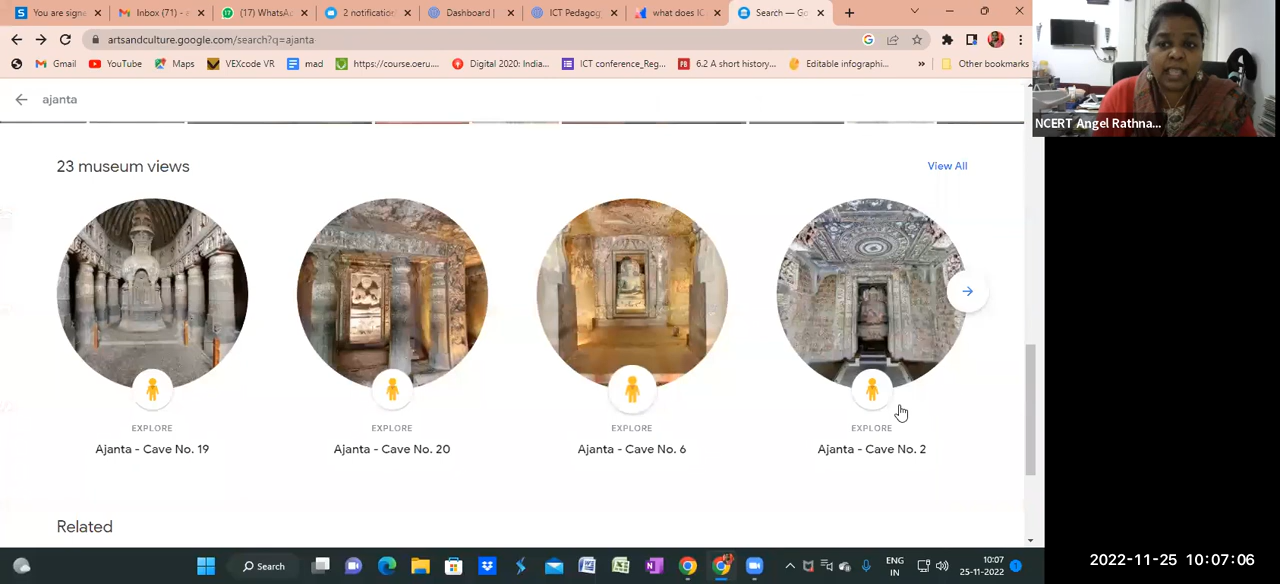 You are signe
Inbox (71) -
(17) WhatsA
2 notification
Dashboard |
ICT Pedagog
what does IC
Search — Go
artsandculture.google.com/search?q=ajanta
Gmail
YouTube
Maps
VEXcode VR
mad
https://course.oeru....
Digital 2020: India...
ICT conference_Reg...
6.2 A short history...
Editable infographi...
»
Other bookmarks
NCERT Angel Rathna...
ajanta
23 museum views
View All
EXPLORE
Ajanta - Cave No. 19
EXPLORE
Ajanta - Cave No. 20
EXPLORE
Ajanta - Cave No. 6
EXPLORE
Ajanta - Cave No. 2
Related
Search
ENG
IN
10:07
25-11-2022
2022-11-25 10:07:06